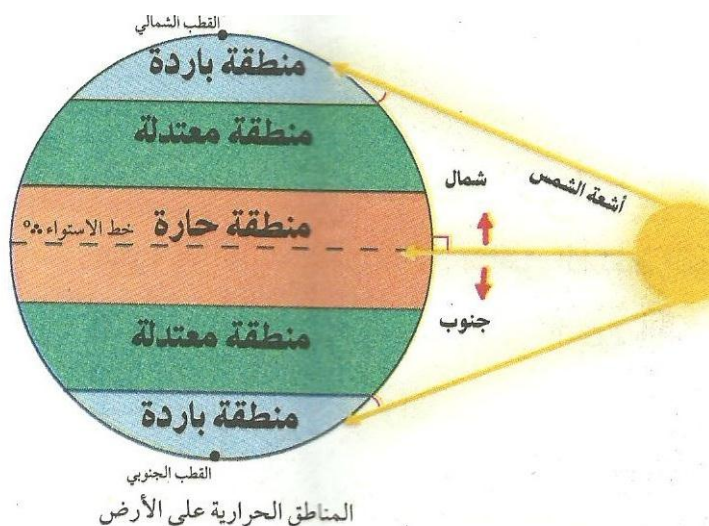 القطب الشمالي
منطقة باردة
منطقة معتدلة
شمال
أشعة الشمس
منطقة حارة
خط الاستواء ٠°
جنوب
منطقة معتدلة
منطقة باردة
القطب الجنوبي
المناطق الحرارية على الأرض